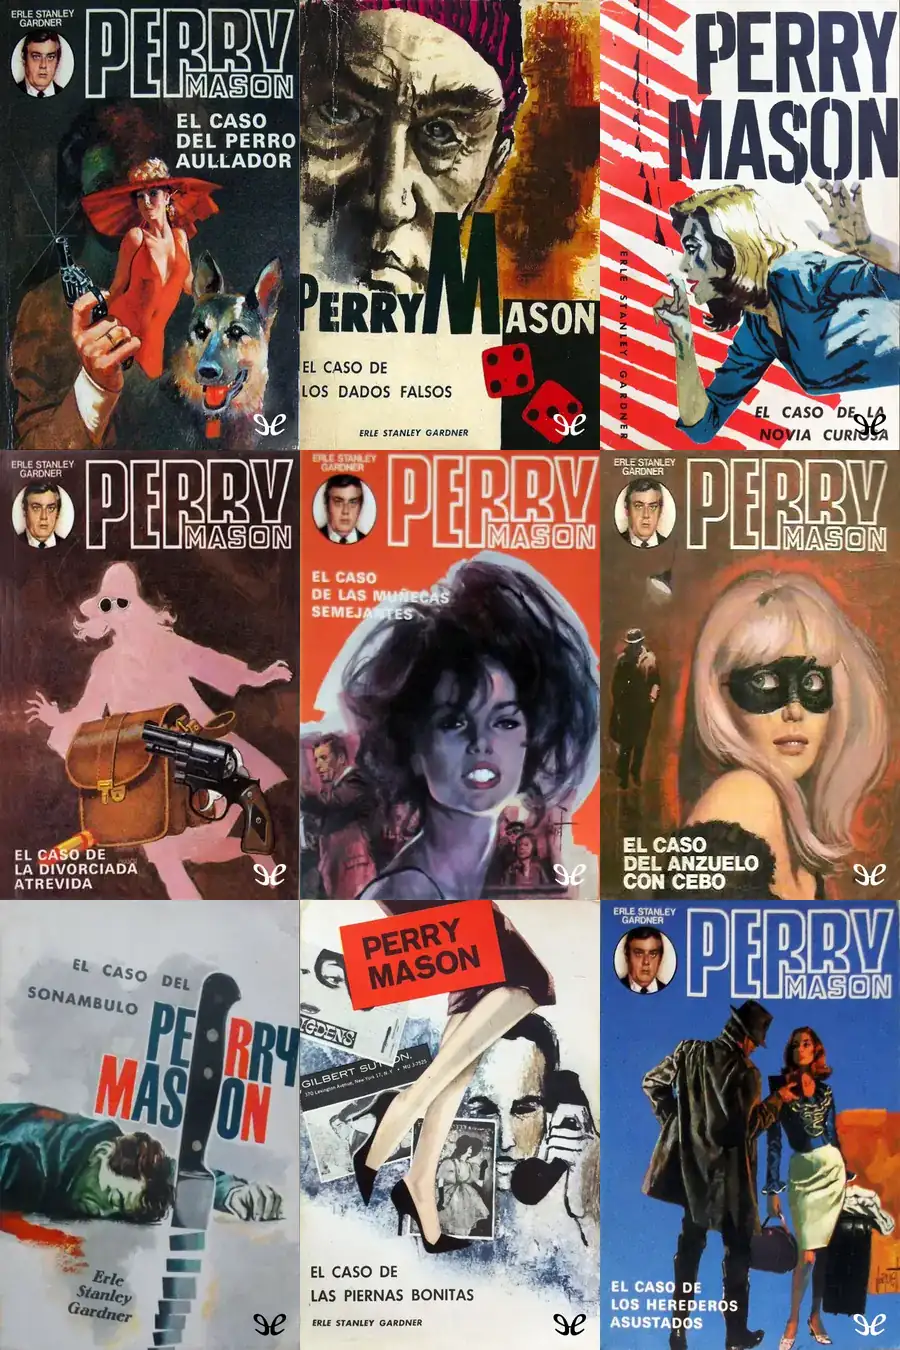 ERLE STANLEY
GARDNER
PERRY
MASON
EL CASO
DEL PERRO
AULLADOR
PERRY MASON
EL CASO DE
LOS DADOS FALSOS
ERLE STANLEY GARDNER
PERRY
MASON
ERLE STANLEY GARDNER
EL CASO DE LA
NOVIA CURIOSA
ERLE STANLEY
GARDNER
PERRY
MASON
EL CASO DE
LA DIVORCIADA
ATREVIDA
ERLE STANLEY
GARDNER
PERRY
MASON
EL CASO
DE LAS MUÑECAS
SEMEJANTES
ERLE STANLEY
GARDNER
PERRY
MASON
EL CASO
DEL ANZUELO
CON CEBO
EL CASO DEL
SONAMBULO
PERRY
MASON
Erle
Stanley
Gardner
PERRY
MASON
GILBERT
EL CASO DE
LAS PIERNAS BONITAS
ERLE STANLEY GARDNER
ERLE STANLEY
GARDNER
PERRY
MASON
EL CASO DE
LOS HEREDEROS
ASUSTADOS